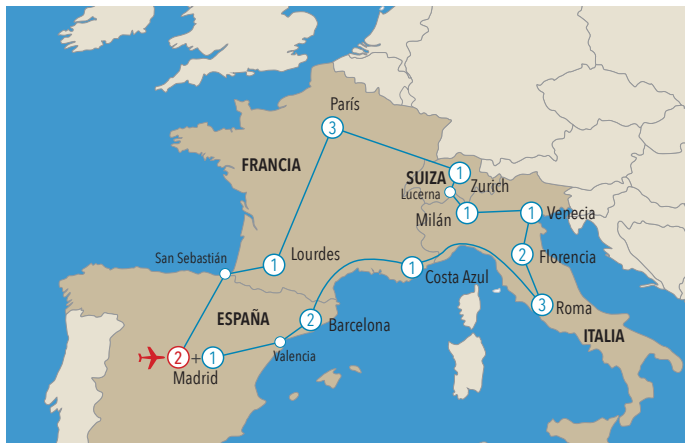 París
3
FRANCIA
SUIZA
1
Zurich
Lucerna
Milán
1
1
Venecia
San Sebastián
1
Lourdes
2
Florencia
1
Costa Azul
3
Roma
ESPAÑA
2
Barcelona
ITALIA
Valencia
2 + 1
Madrid